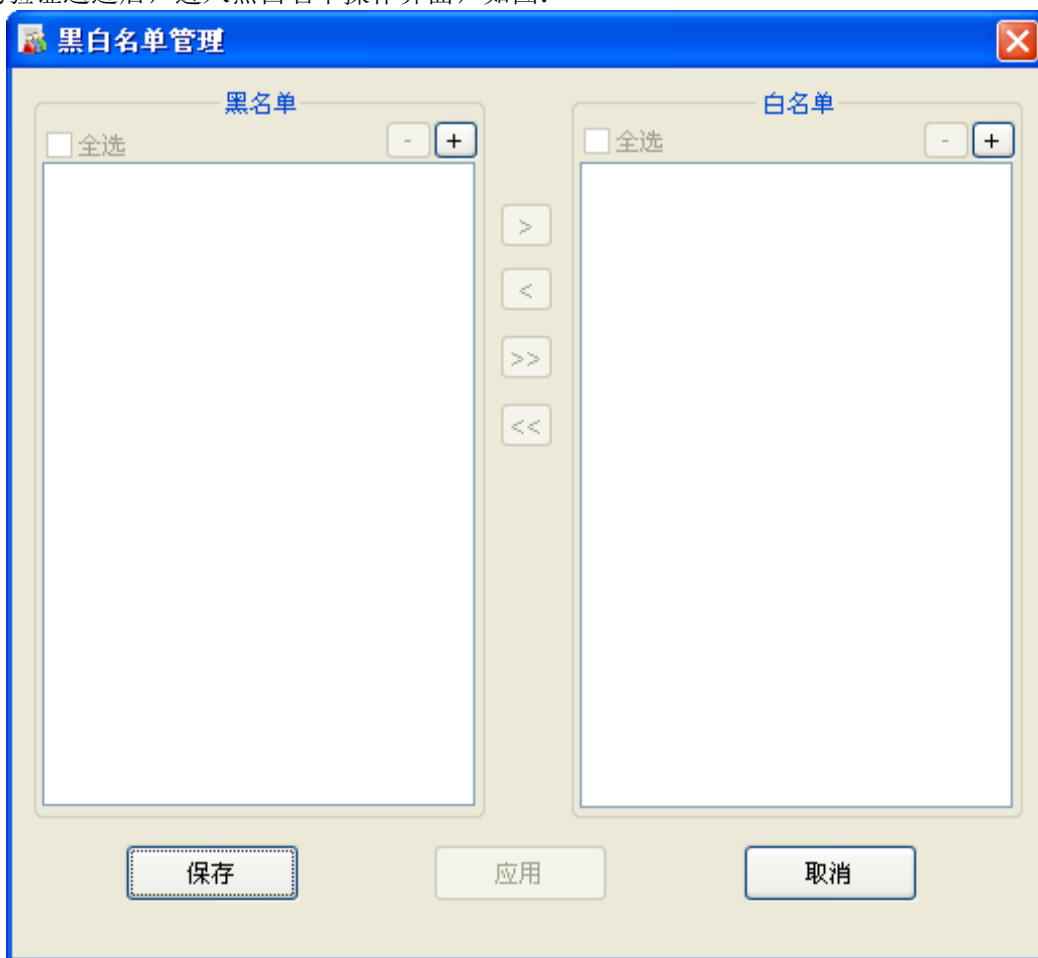 黑白名单管理
黑名单
白名单
全选
-
+
全选
-
+
>
<
>>
<<
保存
应用
取消